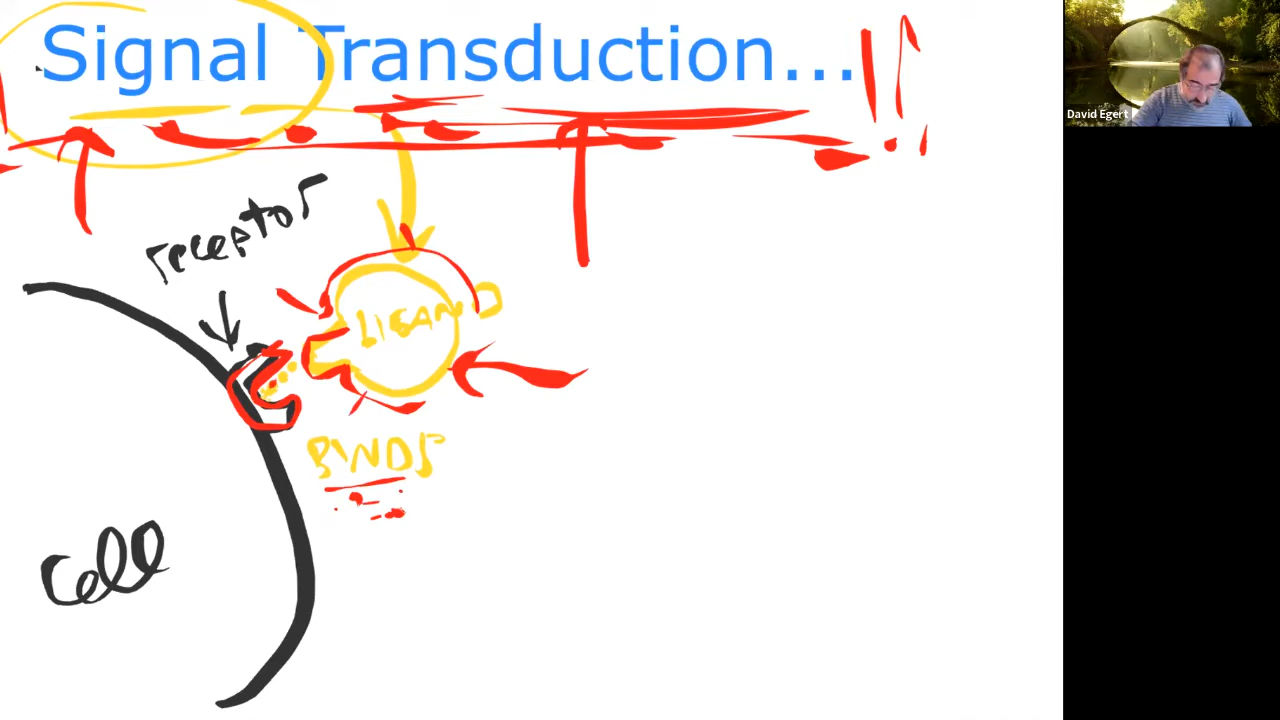 Signal Transduction...!!
David Egert
receptor
LIGAND
BINDS
Cell